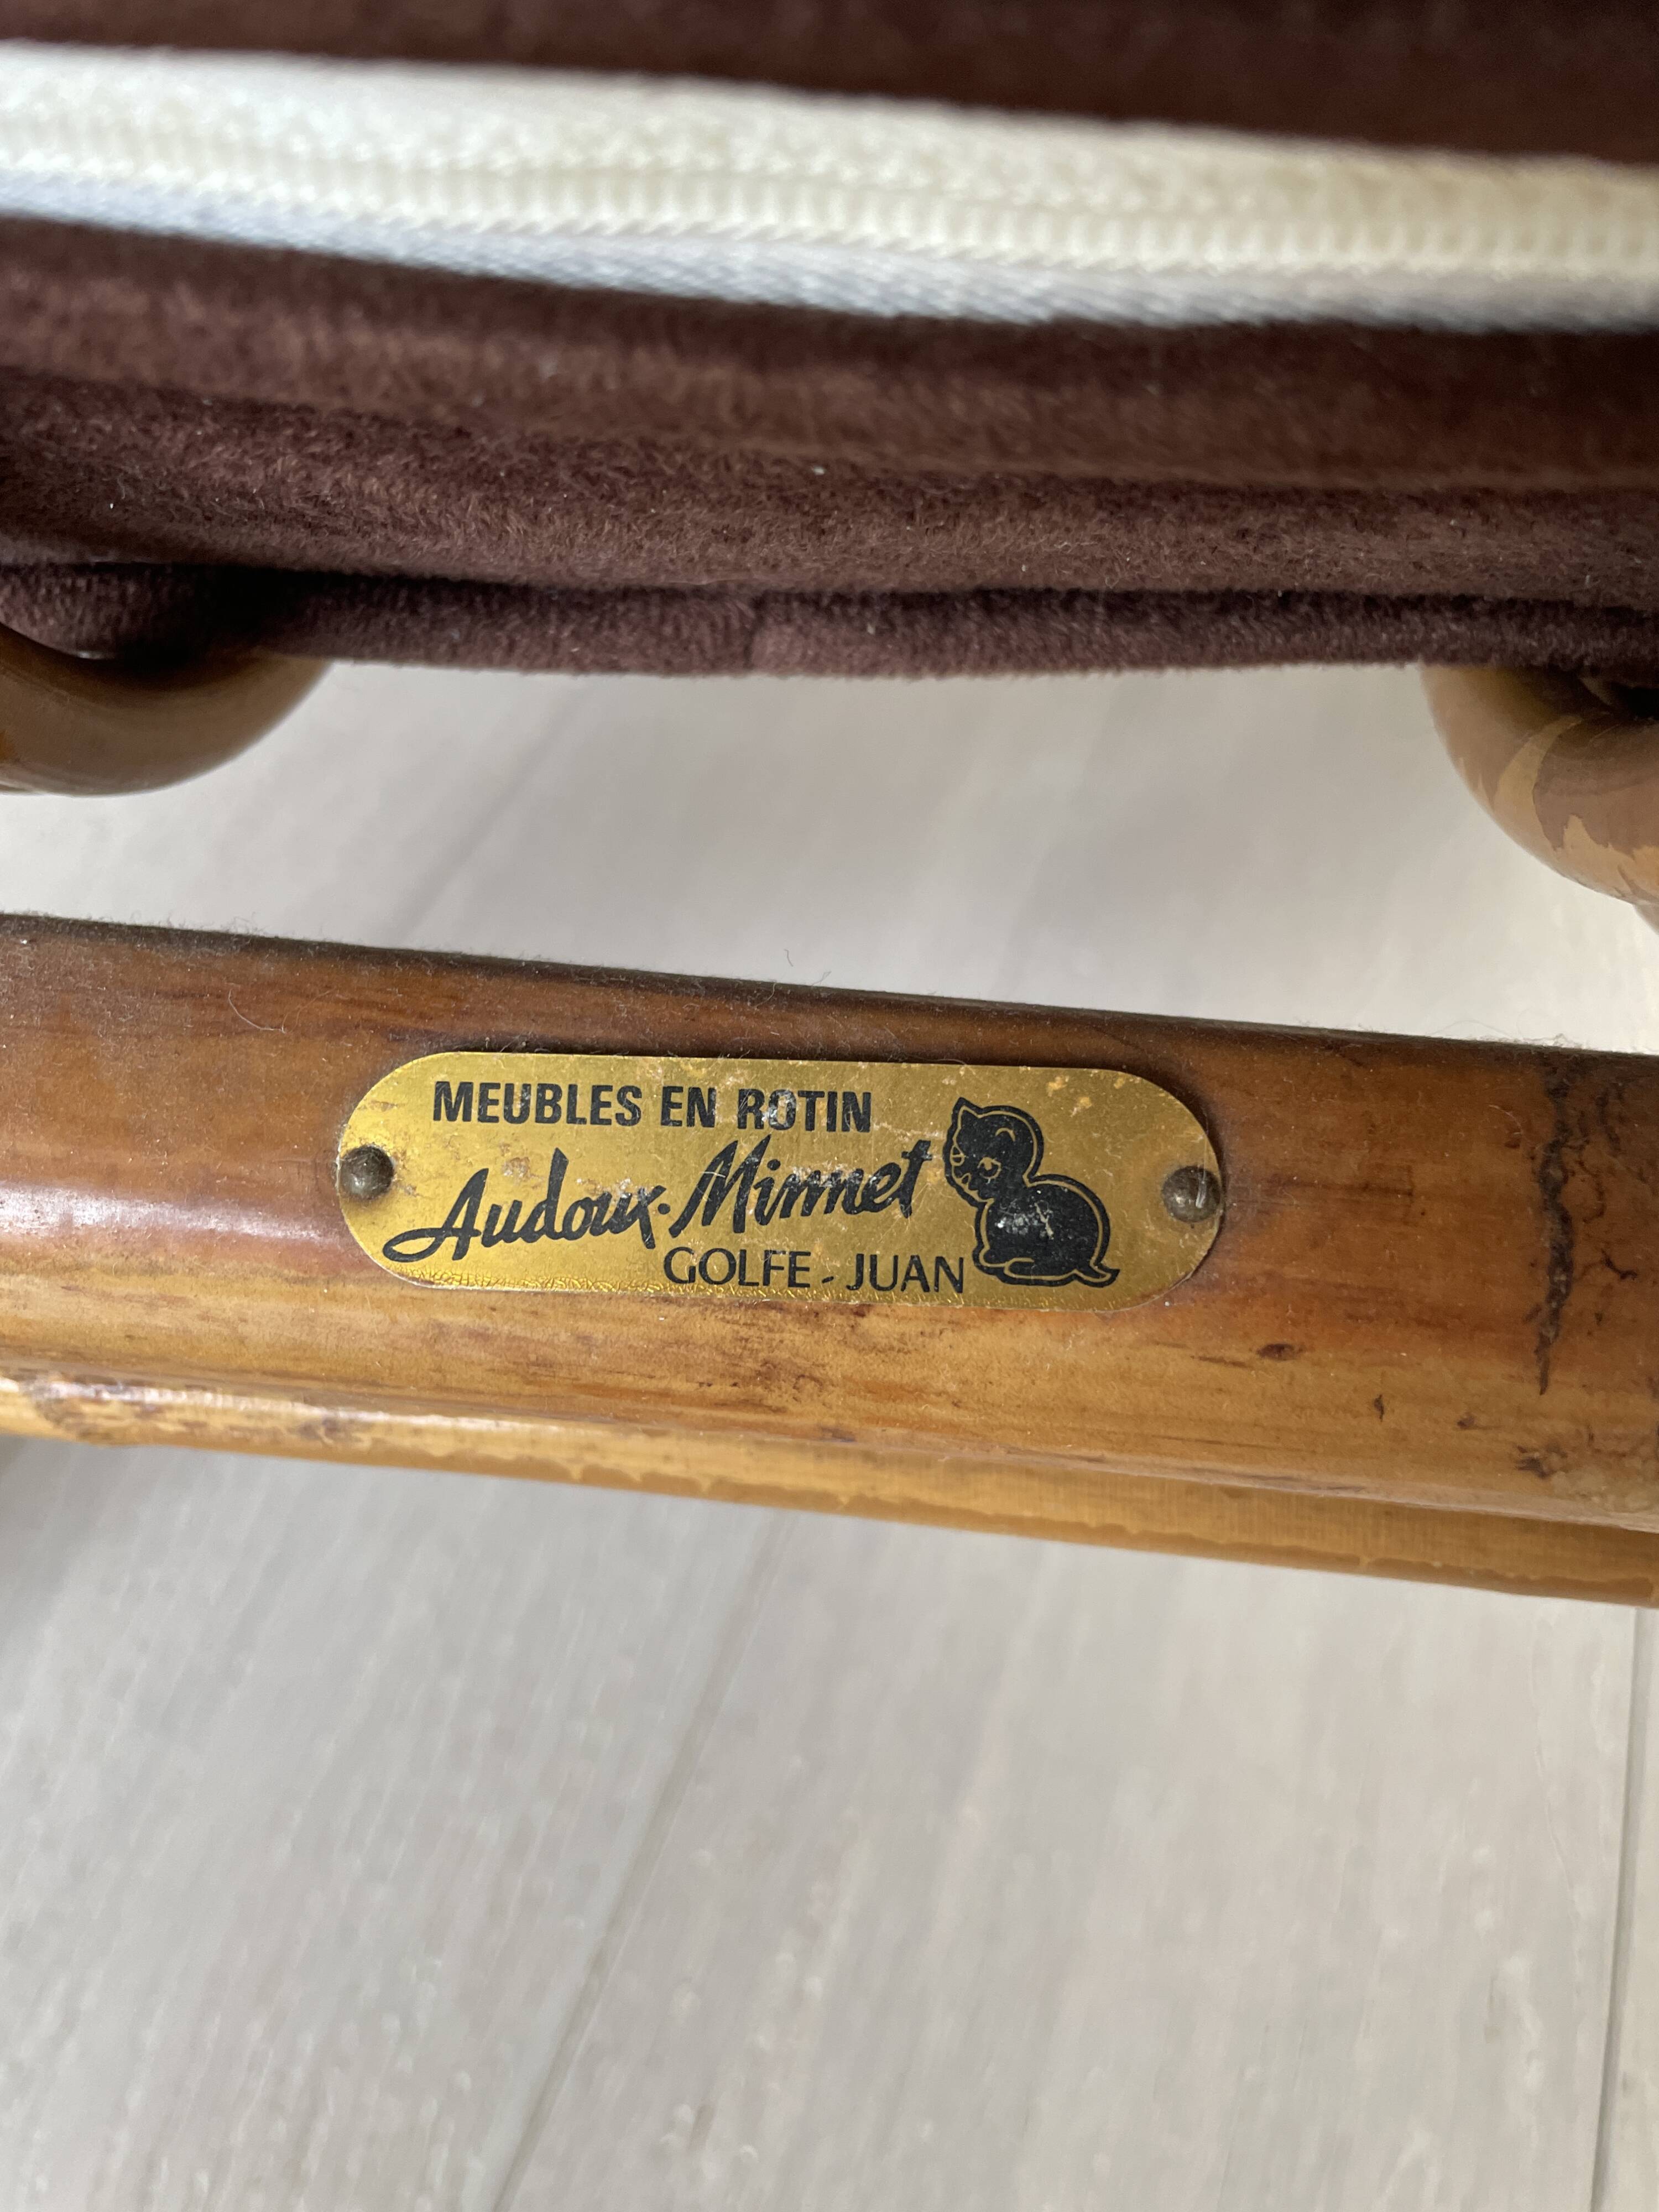 MEUBLES EN ROTIN
Audoux. Minnet
GOLFE-JUAN